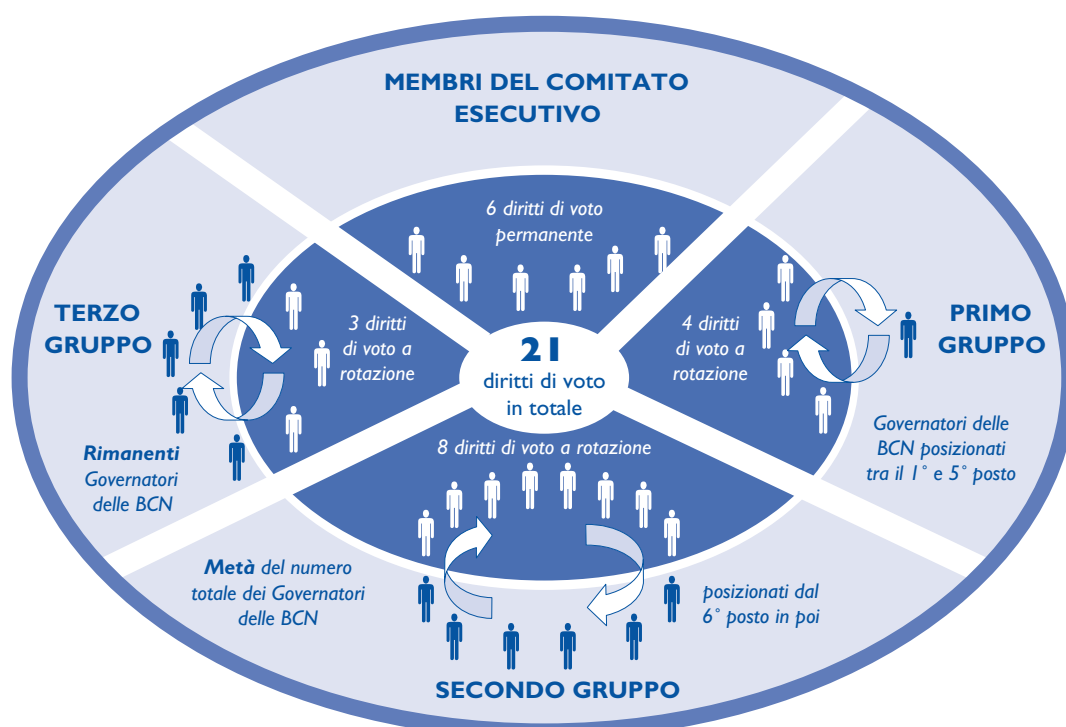 MEMBRI DEL COMITATO
ESECUTIVO
6 diritti di voto
permanente
TERZO
GRUPPO
3 diritti
di voto a
rotazione
21
diritti di voto
in totale
4 diritti
di voto a
rotazione
PRIMO
GRUPPO
Rimanenti
Governatori
delle BCN
8 diritti di voto a rotazione
Governatori delle
BCN posizionati
tra il 1° e 5° posto
Metà del numero
totale dei Governatori
delle BCN
posizionati dal
6° posto in poi
SECONDO GRUPPO